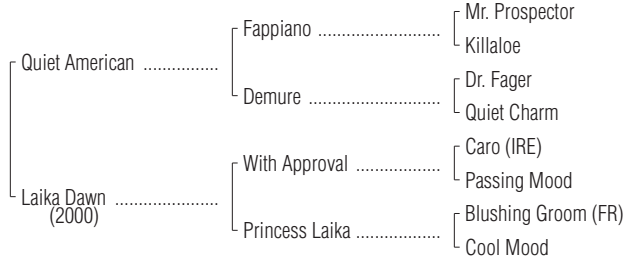 Mr. Prospector
Fappiano ................
Killaloe
Quiet American ................
Dr. Fager
Demure ....................
Quiet Charm
Caro (IRE)
With Approval ................
Passing Mood
Laika Dawn ....................
(2000)
Blushing Groom (FR)
Princess Laika ................
Cool Mood